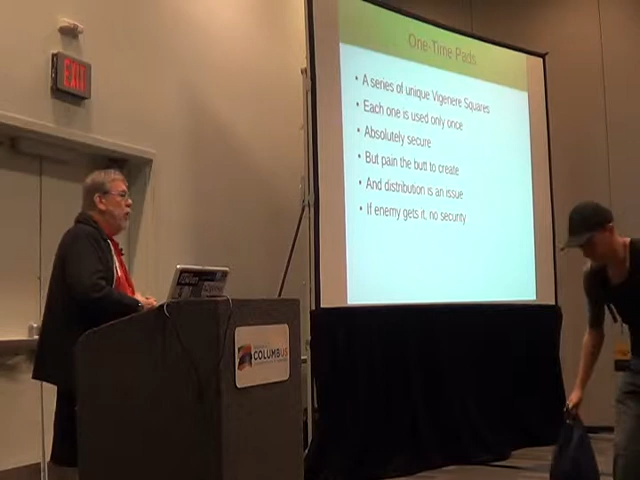 EXIT
One-Time Pads
• A series of unique Vigenere Squares
• Each one is used only once
• Absolutely secure
• But pain the butt to create
• And distribution is an issue
• If enemy gets it, no security
COLUMBUS